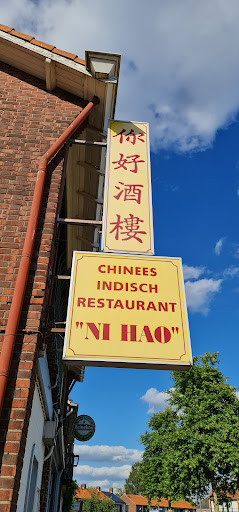 你好酒樓
CHINEES
INDISCH
RESTAURANT
"NI HAO"